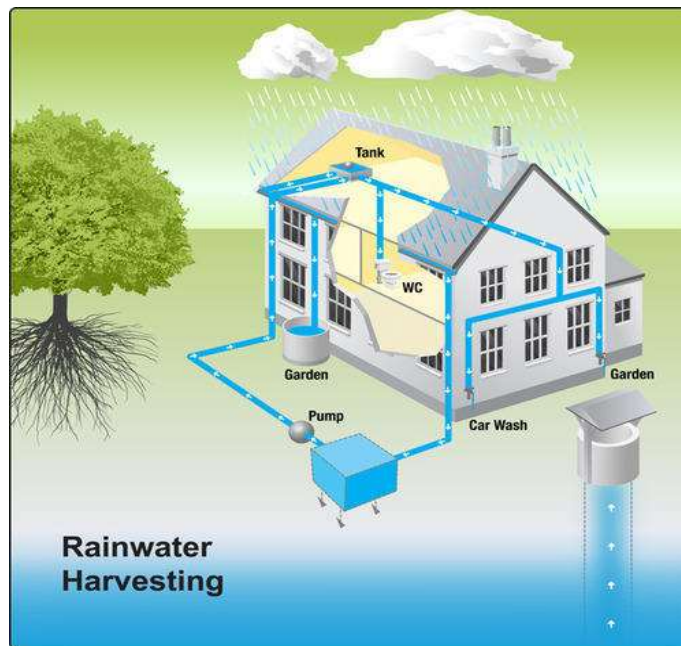 Tank
WC
Garden
Garden
Pump
Car Wash
Rainwater
Harvesting